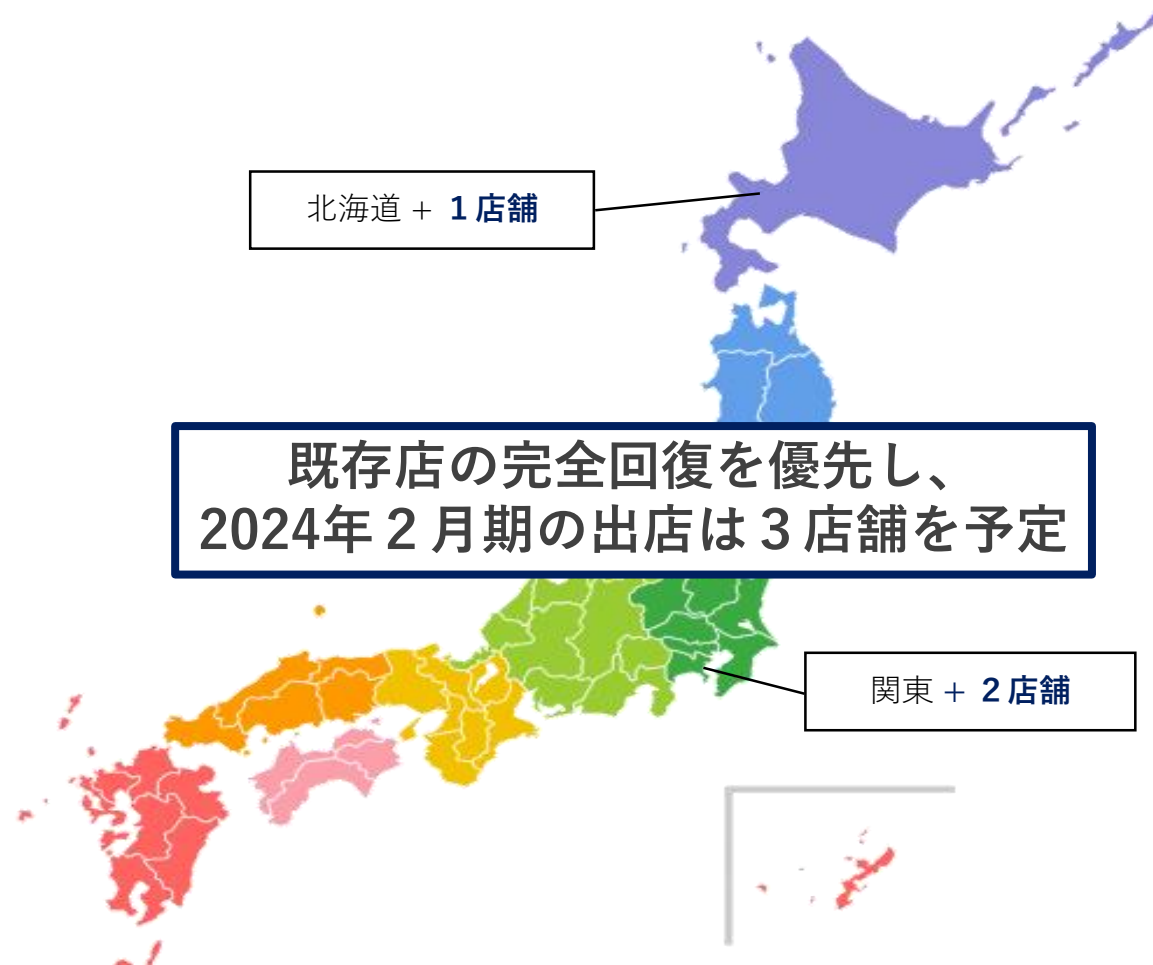 北海道 + １店舗
既存店の完全回復を優先し、
2024年２月期の出店は３店舗を予定
関東 + ２店舗